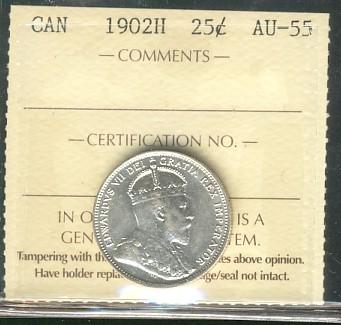 CAN 1902H 25¢ AU-55
— COMMENTS —
— CERTIFICATION NO. —
EDWARDVS VII DEI GRATIA REX IMPERATOR
IN O IS A
GEN TEM.
Tampering with th es above opinion.
Have holder repla ge/seal not intact.